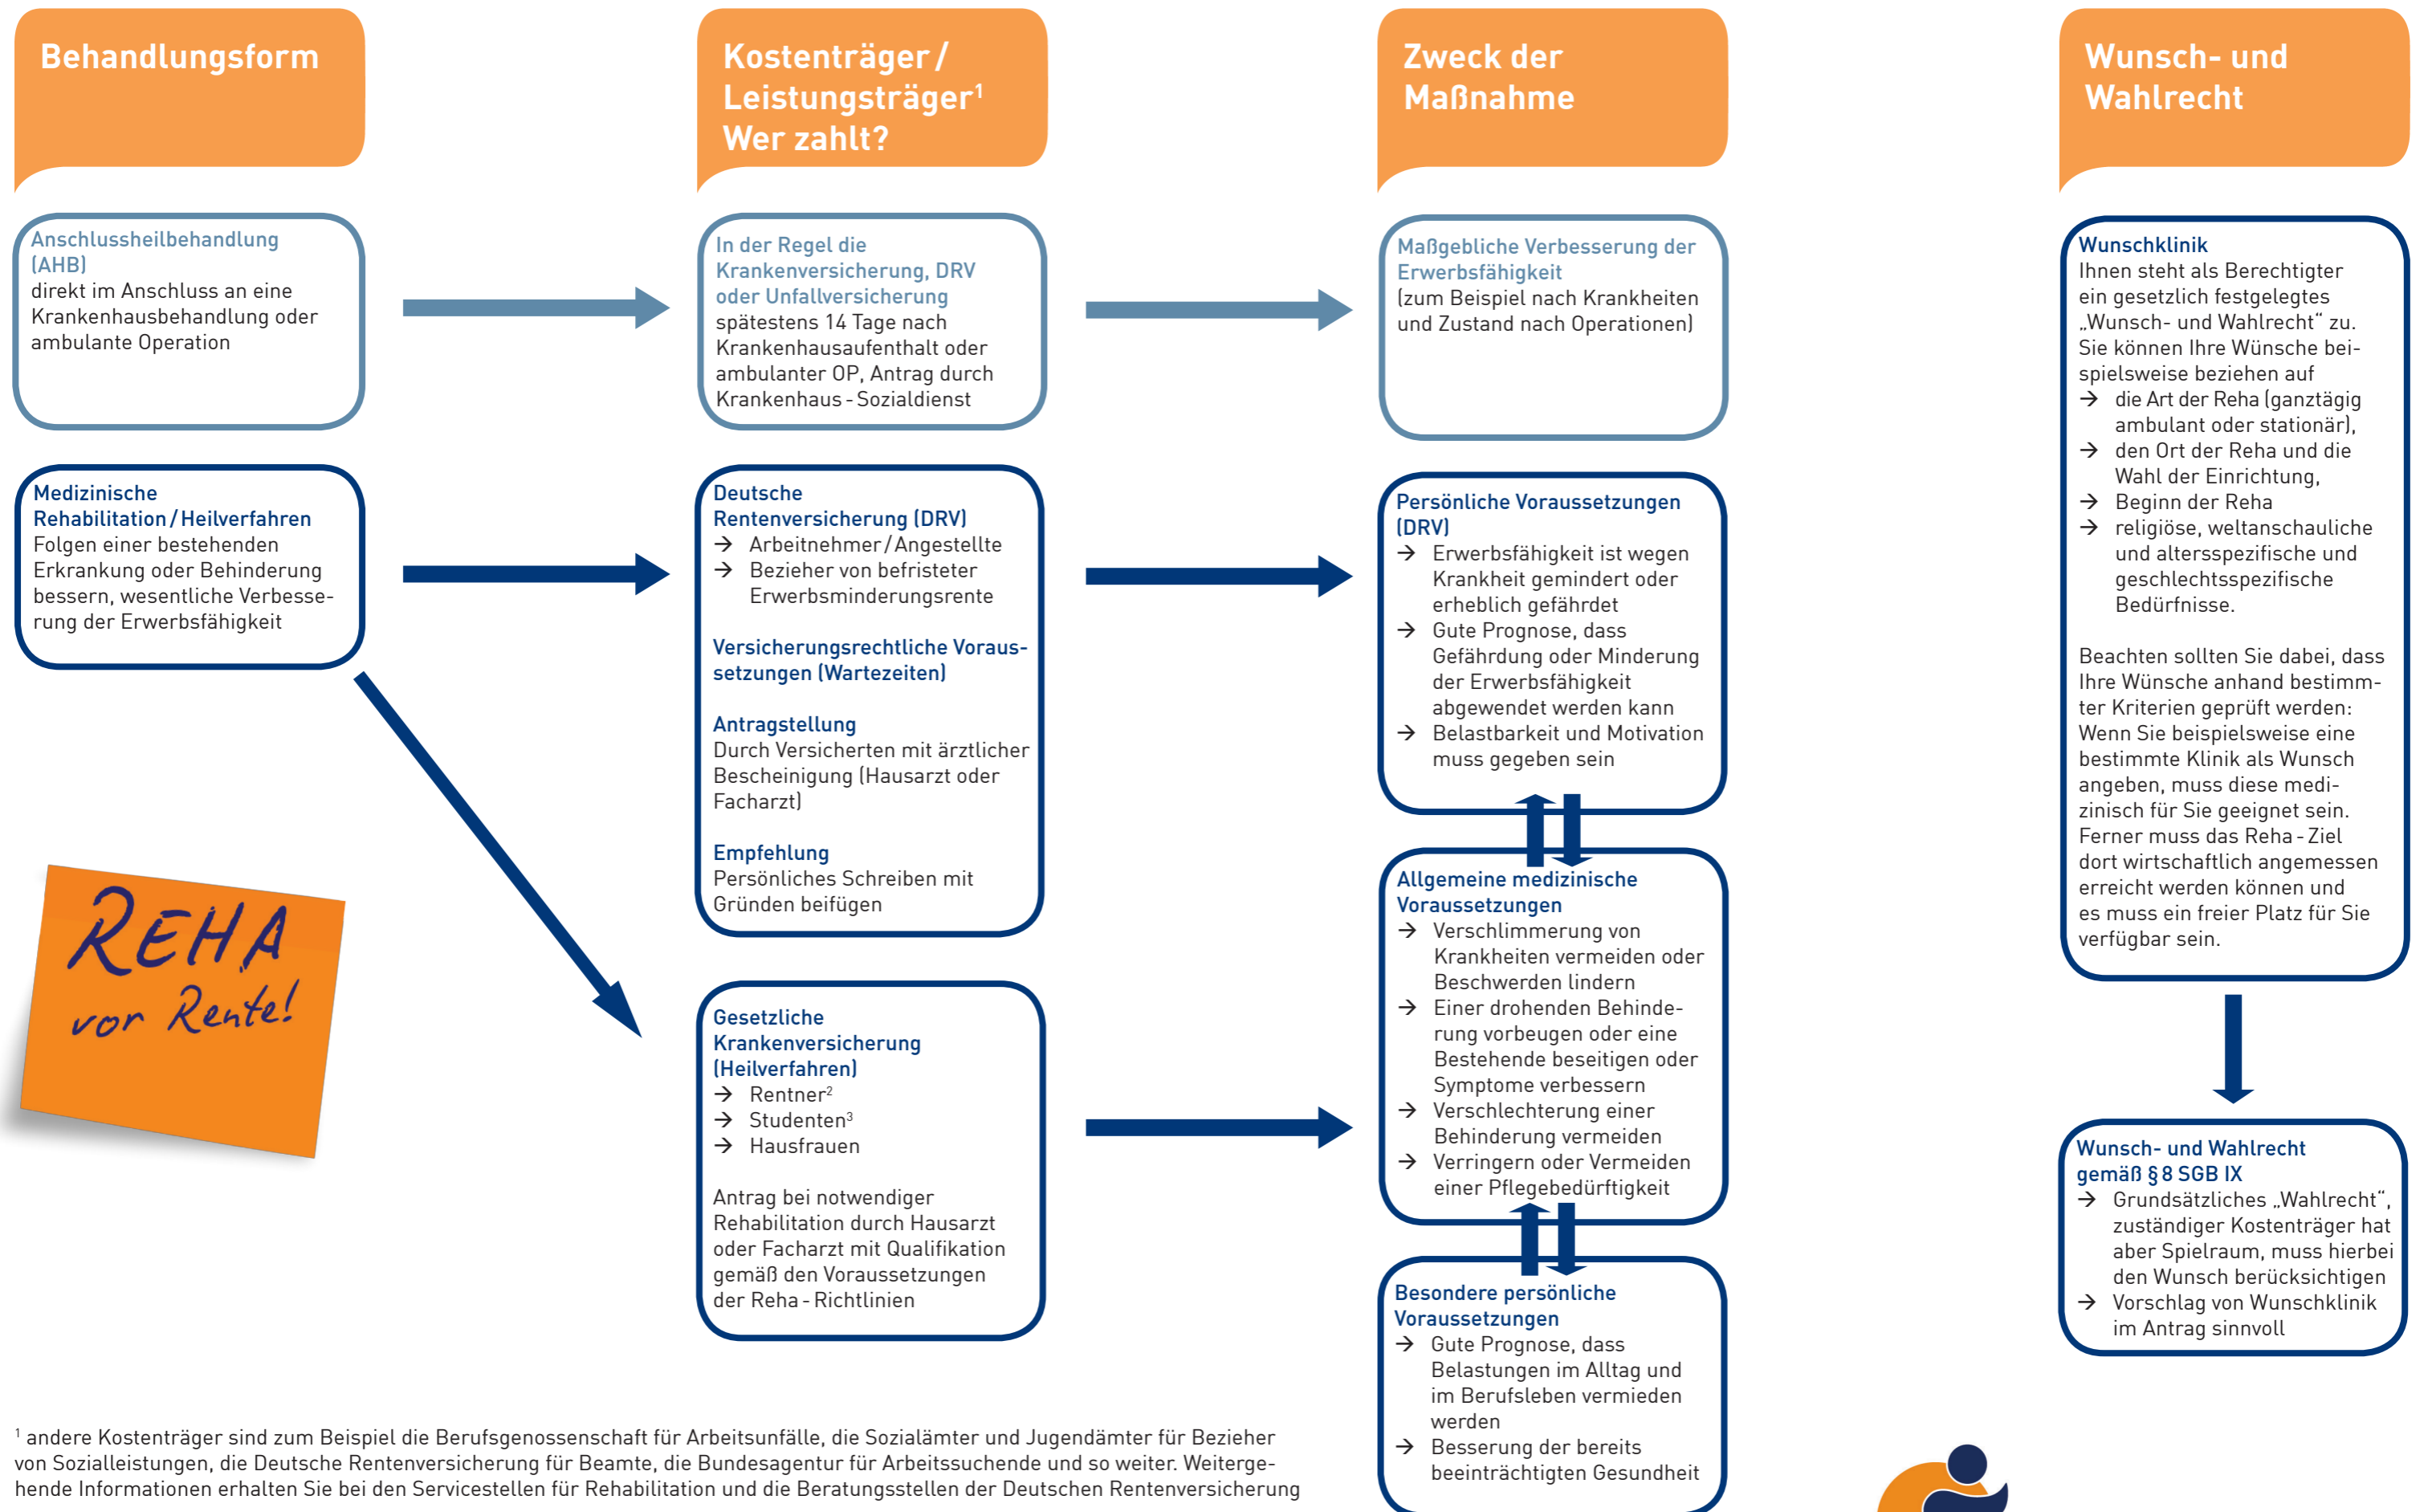 Behandlungsform
Kostenträger /
Leistungsträger¹
Wer zahlt?
Zweck der
Maßnahme
Wunsch- und
Wahlrecht
Anschlussheilbehandlung
(AHB)
direkt im Anschluss an eine
Krankenhausbehandlung oder
ambulante Operation
In der Regel die
Krankenversicherung, DRV
oder Unfallversicherung
spätestens 14 Tage nach
Krankenhausaufenthalt oder
ambulanter OP, Antrag durch
Krankenhaus - Sozialdienst
Maßgebliche Verbesserung der
Erwerbsfähigkeit
(zum Beispiel nach Krankheiten
und Zustand nach Operationen)
Medizinische
Rehabilitation / Heilverfahren
Folgen einer bestehenden
Erkrankung oder Behinderung
bessern, wesentliche Verbesse-
rung der Erwerbsfähigkeit
REHA
vor Rente!
Deutsche
Rentenversicherung (DRV)
→ Arbeitnehmer / Angestellte
→ Bezieher von befristeter
Erwerbsminderungsrente
Versicherungsrechtliche Voraus-
setzungen (Wartezeiten)
Antragstellung
Durch Versicherten mit ärztlicher
Bescheinigung (Hausarzt oder
Facharzt)
Empfehlung
Persönliches Schreiben mit
Gründen beifügen
Gesetzliche
Krankenversicherung
(Heilverfahren)
→ Rentner²
→ Studenten³
→ Hausfrauen
Antrag bei notwendiger
Rehabilitation durch Hausarzt
oder Facharzt mit Qualifikation
gemäß den Voraussetzungen
der Reha - Richtlinien
Persönliche Voraussetzungen
(DRV)
→ Erwerbsfähigkeit ist wegen
Krankheit gemindert oder
erheblich gefährdet
→ Gute Prognose, dass
Gefährdung oder Minderung
der Erwerbsfähigkeit
abgewendet werden kann
→ Belastbarkeit und Motivation
muss gegeben sein
Allgemeine medizinische
Voraussetzungen
→ Verschlimmerung von
Krankheiten vermeiden oder
Beschwerden lindern
→ Einer drohenden Behinde-
rung vorbeugen oder eine
Bestehende beseitigen oder
Symptome verbessern
→ Verschlechterung einer
Behinderung vermeiden
→ Verringern oder Vermeiden
einer Pflegebedürftigkeit
Besondere persönliche
Voraussetzungen
→ Gute Prognose, dass
Belastungen im Alltag und
im Berufsleben vermieden
werden
→ Besserung der bereits
beeinträchtigten Gesundheit
Wunschklinik
Ihnen steht als Berechtigter
ein gesetzlich festgelegtes
„Wunsch- und Wahlrecht“ zu.
Sie können Ihre Wünsche bei-
spielsweise beziehen auf
→ die Art der Reha (ganztägig
ambulant oder stationär),
→ den Ort der Reha und die
Wahl der Einrichtung,
→ Beginn der Reha
→ religiöse, weltanschauliche
und altersspezifische und
geschlechtsspezifische
Bedürfnisse.
Beachten sollten Sie dabei, dass
Ihre Wünsche anhand bestimm-
ter Kriterien geprüft werden:
Wenn Sie beispielsweise eine
bestimmte Klinik als Wunsch
angeben, muss diese medi-
zinisch für Sie geeignet sein.
Ferner muss das Reha - Ziel
dort wirtschaftlich angemessen
erreicht werden können und
es muss ein freier Platz für Sie
verfügbar sein.
Wunsch- und Wahlrecht
gemäß § 8 SGB IX
→ Grundsätzliches „Wahlrecht“,
zuständiger Kostenträger hat
aber Spielraum, muss hierbei
den Wunsch berücksichtigen
→ Vorschlag von Wunschklinik
im Antrag sinnvoll
¹ andere Kostenträger sind zum Beispiel die Berufsgenossenschaft für Arbeitsunfälle, die Sozialämter und Jugendämter für Bezieher
von Sozialleistungen, die Deutsche Rentenversicherung für Beamte, die Bundesagentur für Arbeitssuchende und so weiter. Weiterge-
hende Informationen erhalten Sie bei den Servicestellen für Rehabilitation und die Beratungsstellen der Deutschen Rentenversicherung